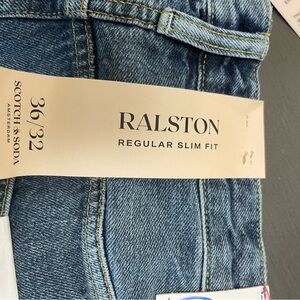 RALSTON
REGULAR SLIM FIT
36/32
SCOTCH & SODA
AMSTERDAM